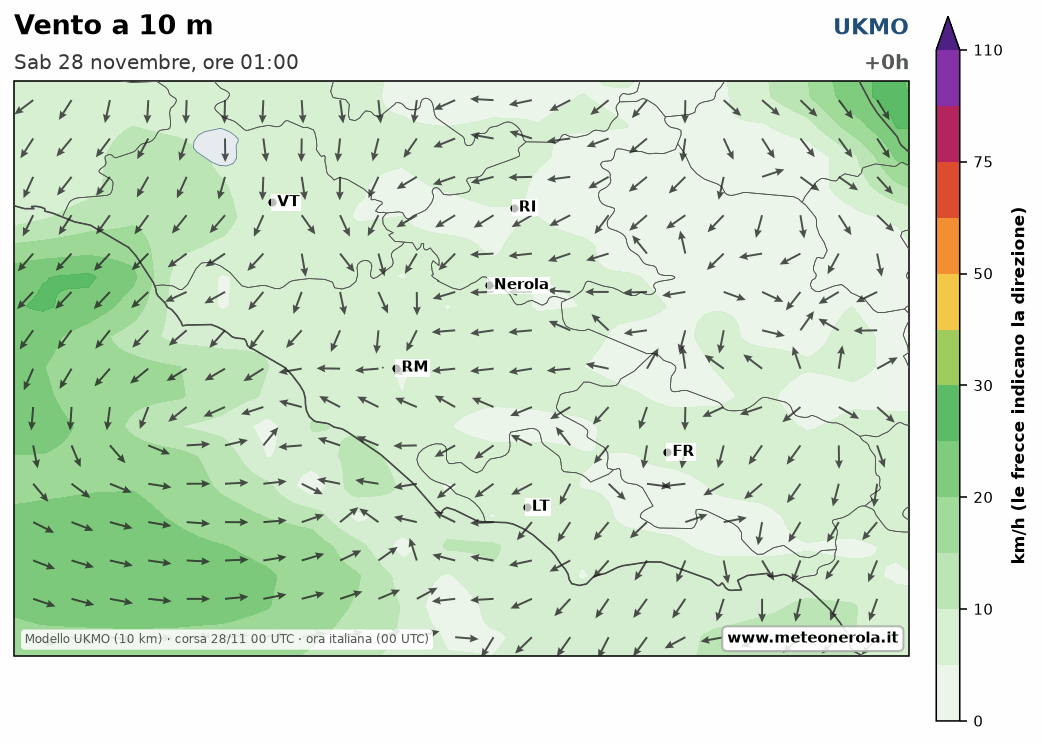 Vento a 10 m
UKMO
Sab 28 novembre, ore 01:00
+0h
110
75
50
30
20
10
0
km/h (le frecce indicano la direzione)
VT
RI
Nerola
RM
FR
LT
Modello UKMO (10 km) · corsa 28/11 00 UTC · ora italiana (00 UTC)
www.meteonerola.it